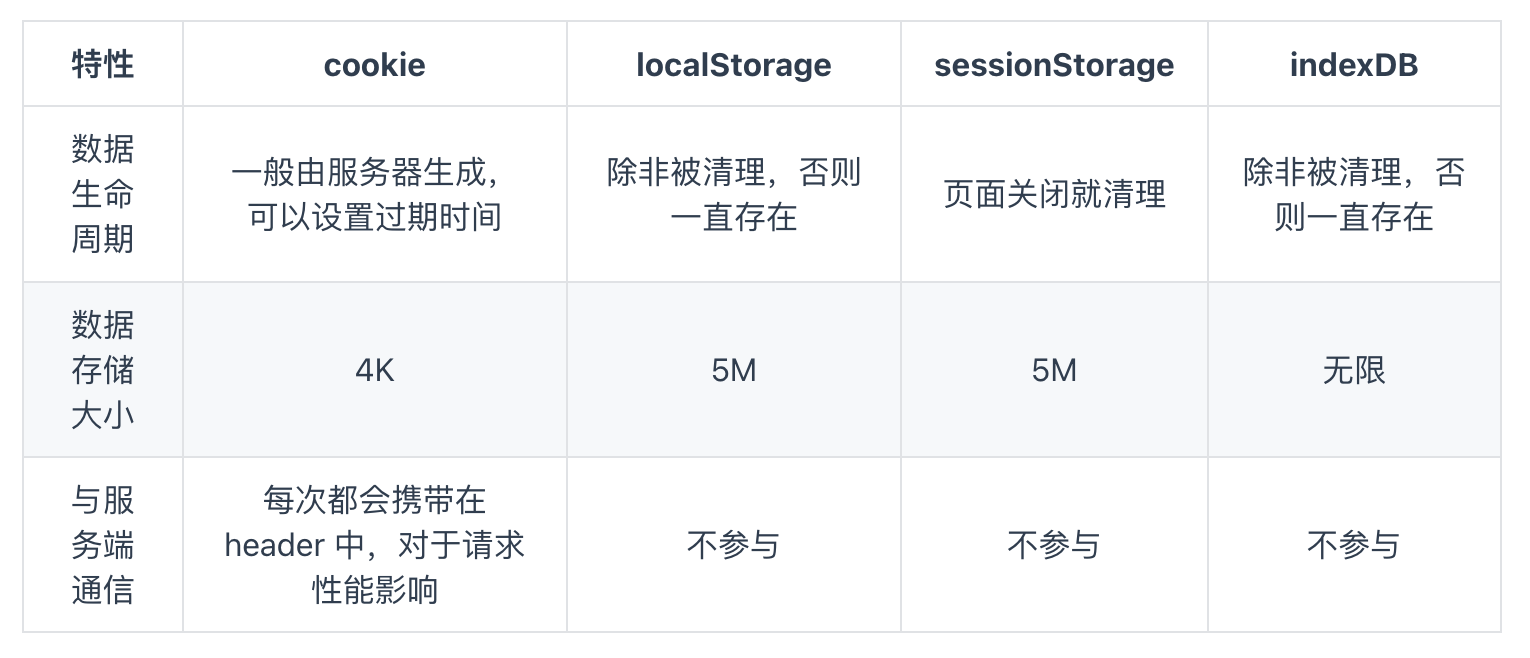 特性
cookie
localStorage
sessionStorage
indexDB
数据
生命
周期
一般由服务器生成，
可以设置过期时间
除非被清理，否则
一直存在
页面关闭就清理
除非被清理，否
则一直存在
数据
存储
大小
4K
5M
5M
无限
与服
务端
通信
每次都会携带在
header 中，对于请求
性能影响
不参与
不参与
不参与